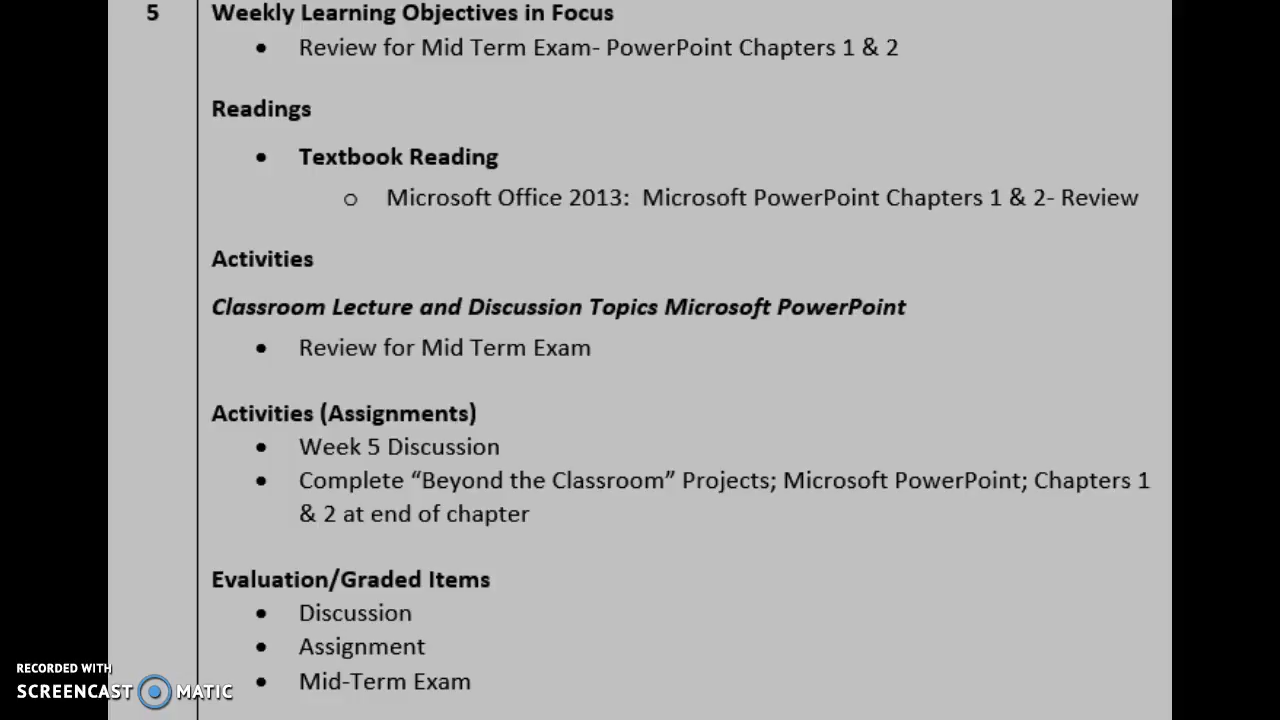 5
Weekly Learning Objectives in Focus
• Review for Mid Term Exam- PowerPoint Chapters 1 & 2
Readings
• Textbook Reading
o Microsoft Office 2013:  Microsoft PowerPoint Chapters 1 & 2- Review
Activities
Classroom Lecture and Discussion Topics Microsoft PowerPoint
• Review for Mid Term Exam
Activities (Assignments)
• Week 5 Discussion
• Complete “Beyond the Classroom” Projects; Microsoft PowerPoint; Chapters 1
& 2 at end of chapter
Evaluation/Graded Items
• Discussion
• Assignment
• Mid-Term Exam
RECORDED WITH
SCREENCAST MATIC